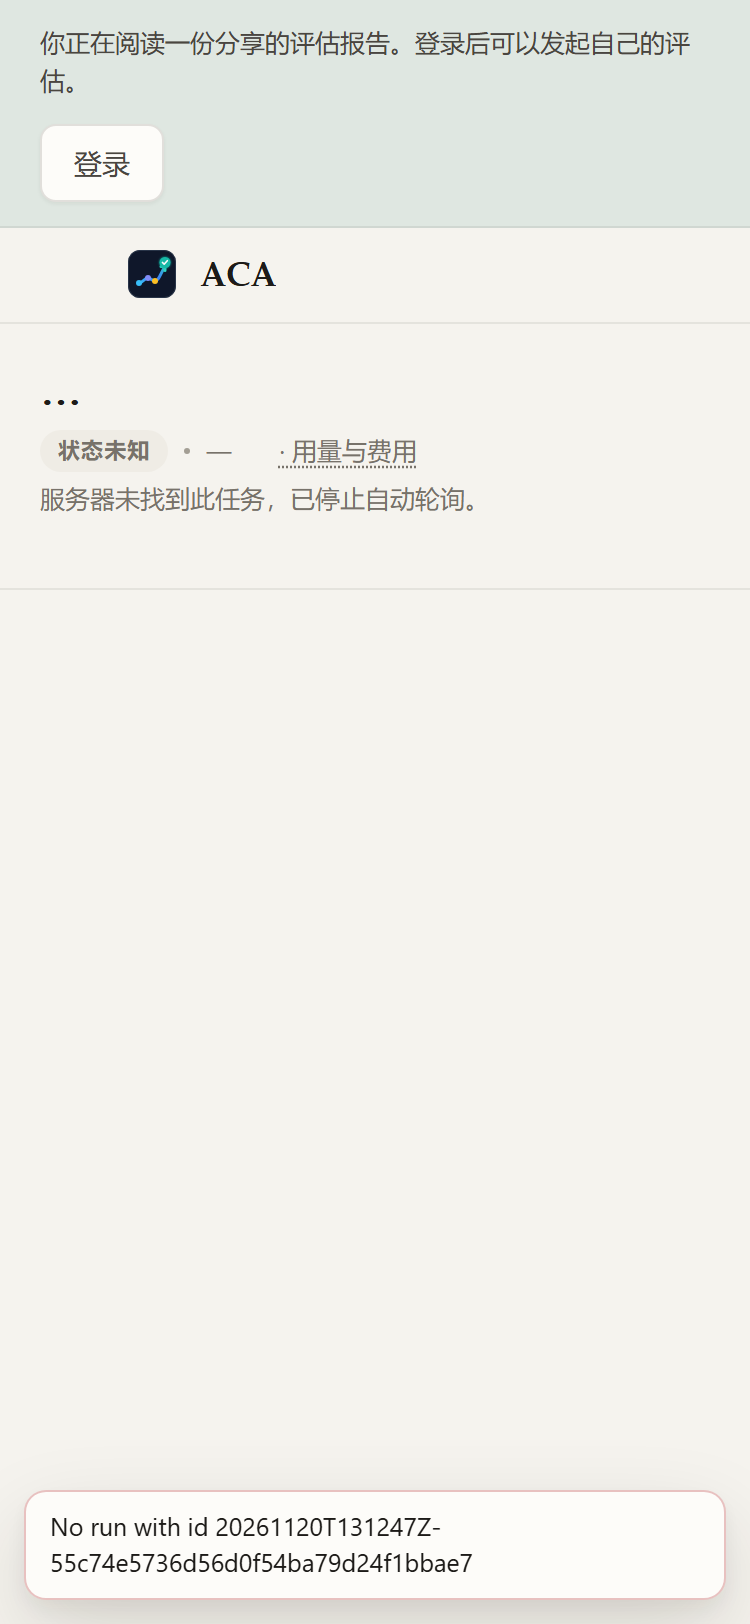 你正在阅读一份分享的评估报告。登录后可以发起自己的评
估。
登录
ACA
...
状态未知 • — · 用量与费用
服务器未找到此任务，已停止自动轮询。
No run with id 20261120T131247Z-
55c74e5736d56d0f54ba79d24f1bbae7